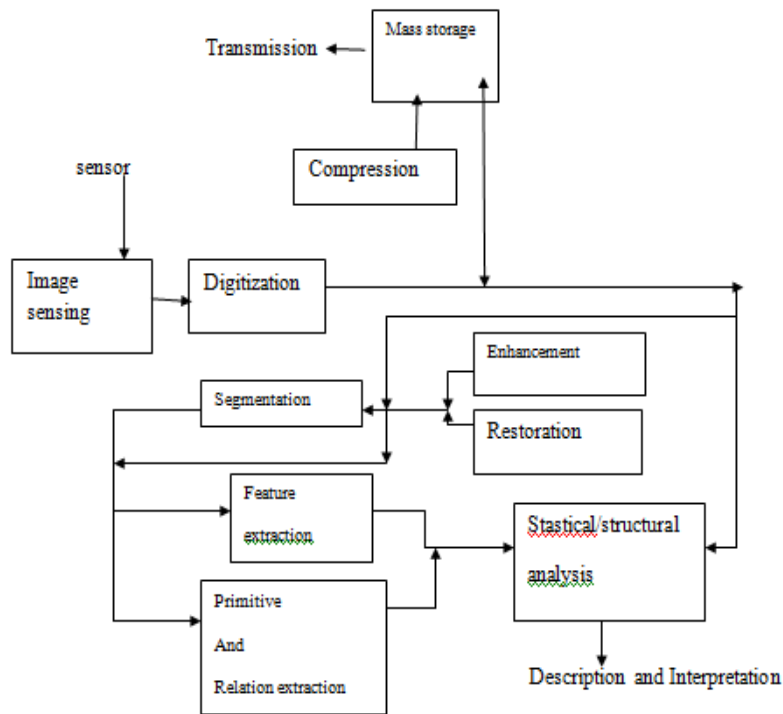 Mass storage
Transmission
Compression
sensor
Image
sensing
Digitization
Enhancement
Segmentation
Restoration
Feature
extraction
Stastical/structural
analysis
Primitive
And
Relation extraction
Description and Interpretation